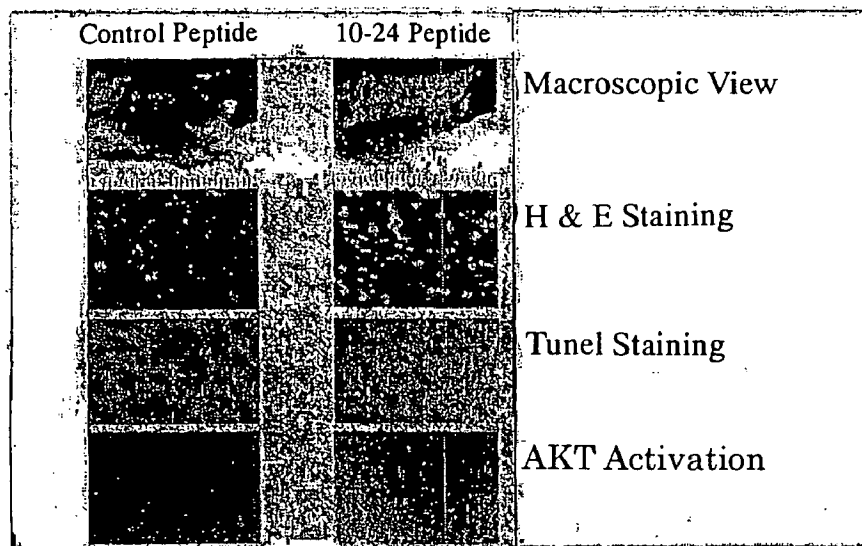 Control Peptide 10-24 Peptide
Macroscopic View
H & E Staining
Tunel Staining
AKT Activation